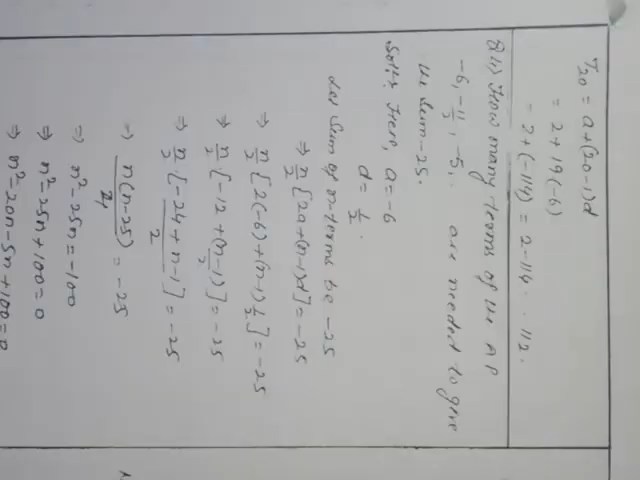 T20 = a+(20-1)d
= 2+19(-6)
= 2+(-114) = 2-114 · -112.
Q11) How many terms of the AP
-6, -11/2, -5, .. are needed to give
the sum -25.
Soln: Here, a = -6
d = 1/2.
Let sum of n-terms be -25
⇒ n/2 [2a+(n-1)d] = -25
⇒ n/2 [2(-6)+(n-1)1/2] = -25
⇒ n/2 [-12+(n-1)/2] = -25
⇒ n/2 [-24+n-1/2] = -25
⇒ n(n-25)/4 = -25
⇒ n²-25n = -100
⇒ n²-25n+100 = 0
⇒ n²-20n-5n+100 = 0